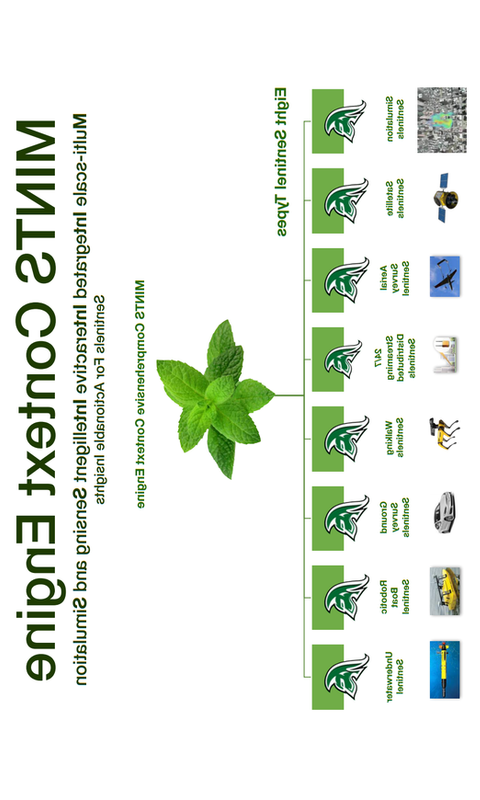 MINTS Context Engine
Multi-scale Intergrated Interactive Intelligent Sensing and Simulation
Sentinels For Actionable Insights
MINTS Comprehensive Context Engine
Eight Sentinel Types
Simulation
Sentinels
Satellite
Sentinels
Aerial
Survey
Sentinel
24/7
Streaming
Distributed
Sentinels
Walking
Sentinels
Ground
Survey
Sentinels
Robotic
Boat
Sentinel
Underwater
Sentinel